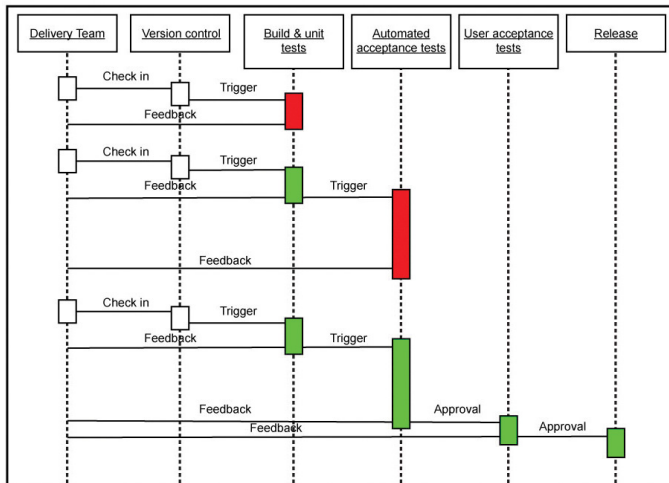 Delivery Team
Version control
Build & unit
tests
Automated
acceptance tests
User acceptance
tests
Release
Check in
Trigger
Feedback
Check in
Trigger
Feedback
Trigger
Feedback
Check in
Trigger
Feedback
Trigger
Feedback
Approval
Feedback
Approval